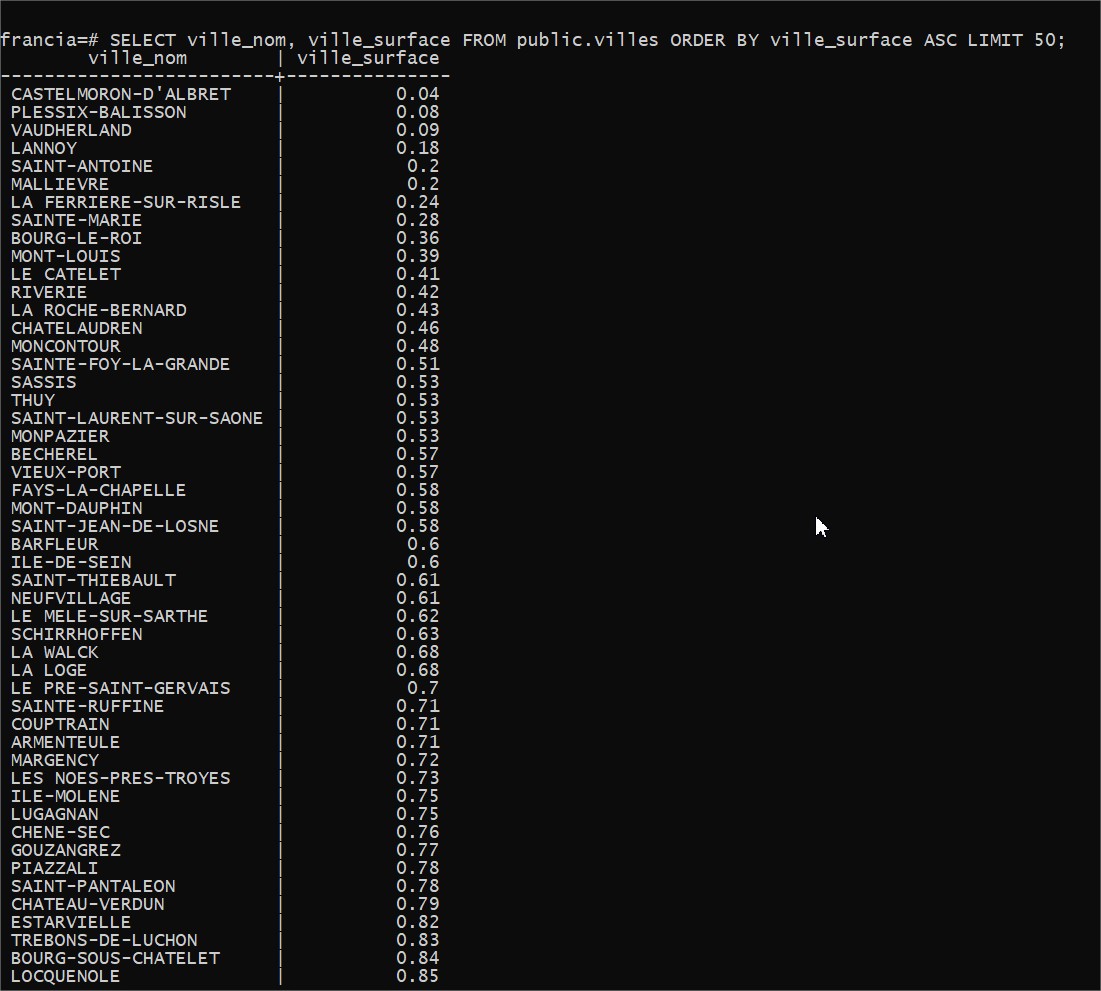 francia=# SELECT ville_nom, ville_surface FROM public.villes ORDER BY ville_surface ASC LIMIT 50;
        ville_nom        | ville_surface
-------------------------+---------------
 CASTELMORON-D'ALBRET    |          0.04
 PLESSIX-BALISSON        |          0.08
 VAUDHERLAND             |          0.09
 LANNOY                  |          0.18
 SAINT-ANTOINE           |           0.2
 MALLIEVRE               |           0.2
 LA FERRIERE-SUR-RISLE   |          0.24
 SAINTE-MARIE            |          0.28
 BOURG-LE-ROI            |          0.36
 MONT-LOUIS              |          0.39
 LE CATELET              |          0.41
 RIVERIE                 |          0.42
 LA ROCHE-BERNARD        |          0.43
 CHATELAUDREN            |          0.46
 MONCONTOUR              |          0.48
 SAINTE-FOY-LA-GRANDE    |          0.51
 SASSIS                  |          0.53
 THUY                    |          0.53
 SAINT-LAURENT-SUR-SAONE |          0.53
 MONPAZIER               |          0.53
 BECHEREL                |          0.57
 VIEUX-PORT              |          0.57
 FAYS-LA-CHAPELLE        |          0.58
 MONT-DAUPHIN            |          0.58
 SAINT-JEAN-DE-LOSNE     |          0.58
 BARFLEUR                |           0.6
 ILE-DE-SEIN             |           0.6
 SAINT-THIEBAULT         |          0.61
 NEUFVILLAGE             |          0.61
 LE MELE-SUR-SARTHE      |          0.62
 SCHIRRHOFFEN            |          0.63
 LA WALCK                |          0.68
 LA LOGE                 |          0.68
 LE PRE-SAINT-GERVAIS    |           0.7
 SAINTE-RUFFINE          |          0.71
 COUPTRAIN               |          0.71
 ARMENTEULE              |          0.71
 MARGENCY                |          0.72
 LES NOES-PRES-TROYES    |          0.73
 ILE-MOLENE              |          0.75
 LUGAGNAN                |          0.75
 CHENE-SEC               |          0.76
 GOUZANGREZ              |          0.77
 PIAZZALI                |          0.78
 SAINT-PANTALEON         |          0.78
 CHATEAU-VERDUN          |          0.79
 ESTARVIELLE             |          0.82
 TREBONS-DE-LUCHON       |          0.83
 BOURG-SOUS-CHATELET     |          0.84
 LOCQUENOLE              |          0.85